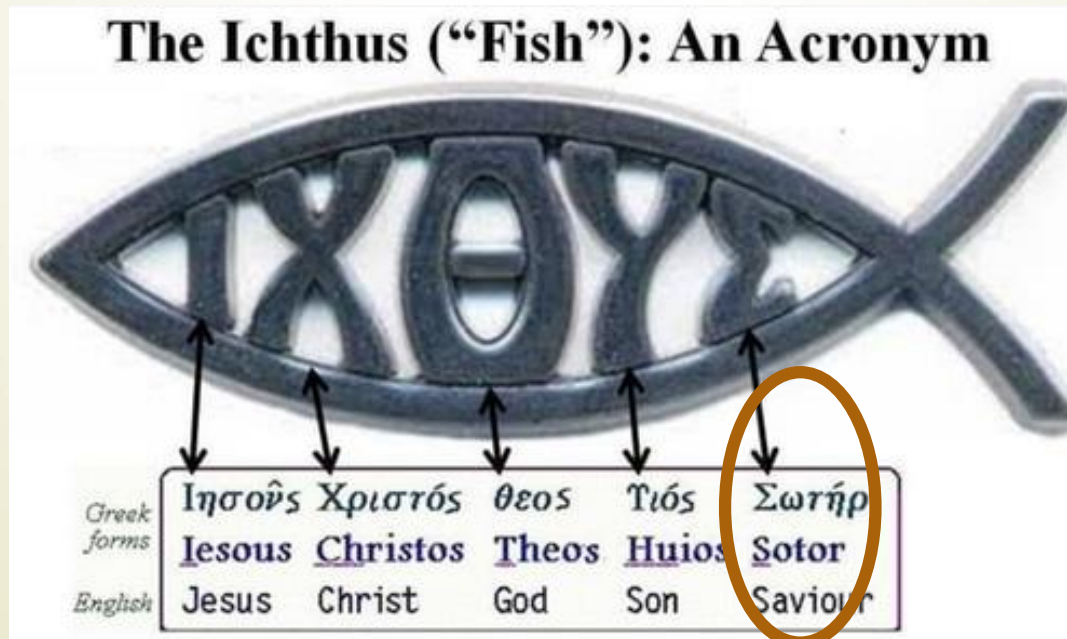 The Ichthus (“Fish”): An Acronym
ΙΧΘΥΣ
Greek forms
Ιησοῦς Χριστός θεος Υιός Σωτήρ
Iesous Christos Theos Huios Sotor
English Jesus Christ God Son Saviour